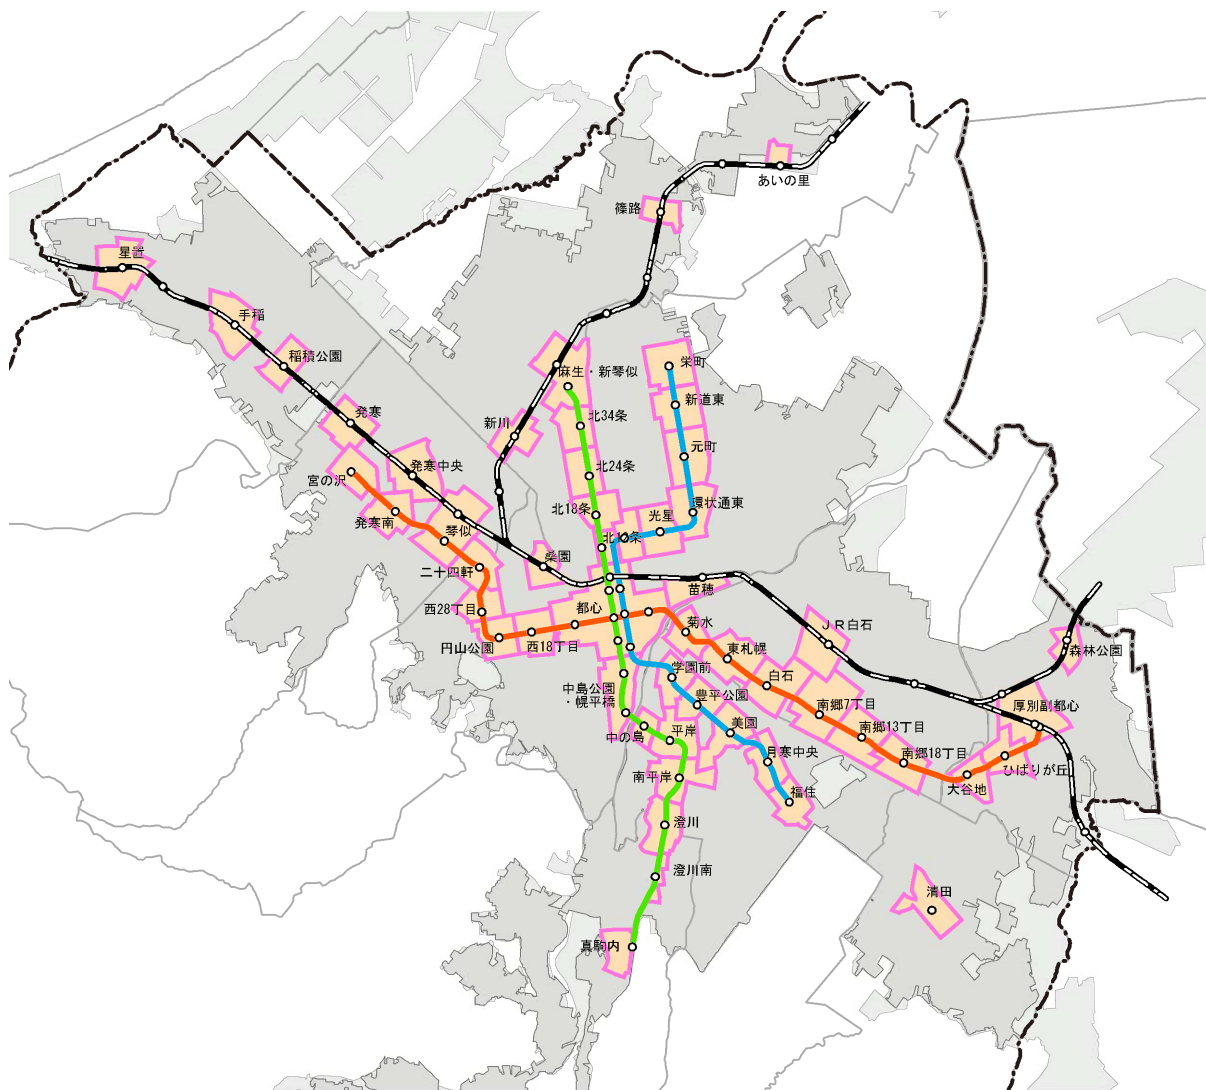 あいの里
篠路
星置
手稲
稲積公園
麻生・新琴似
栄町
新道東
発寒
新川
北34条
元町
発寒中央
北24条
宮の沢
環状通東
北18条
光星
発寒南
琴似
北13条
桑園
二十四軒
苗穂
西28丁目
都心
菊水
ＪＲ白石
円山公園
西18丁目
東札幌
森林公園
学園前
白石
中島公園
・幌平橋
豊平公園
南郷7丁目
厚別副都心
中の島
平岸
美園
南郷13丁目
月寒中央
南郷18丁目
南平岸
ひばりが丘
福住
大谷地
澄川
澄川南
清田
真駒内